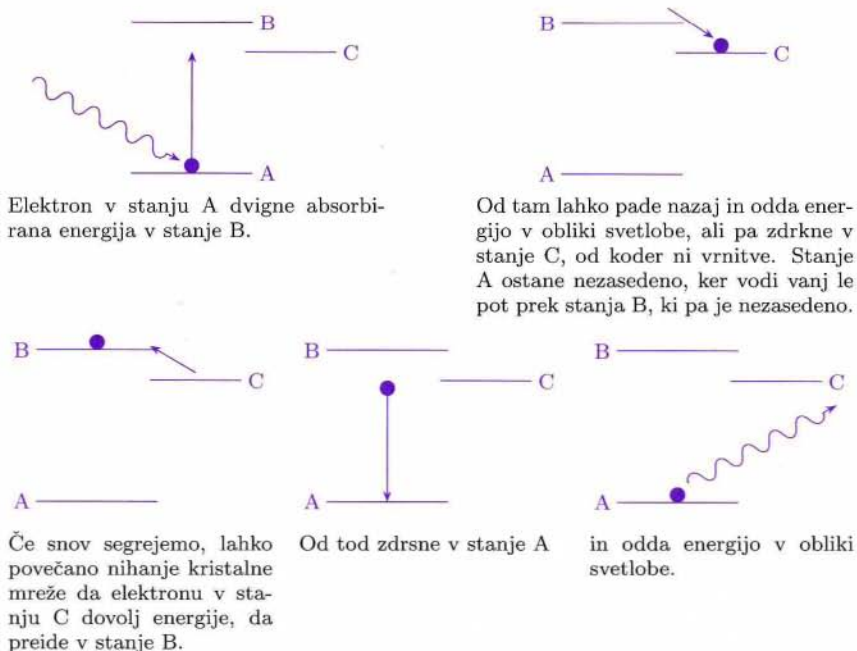 B
C
A
Elektron v stanju A dvigne absorbi-
rana energija v stanje B.
B
C
A
Od tam lahko pade nazaj in odda ener-
gijo v obliki svetlobe, ali pa zdrkne v
stanje C, od koder ni vrnitve. Stanje
A ostane nezasedeno, ker vodi vanj le
pot prek stanja B, ki pa je nezasedeno.
B
C
A
Če snov segrejemo, lahko
povečano nihanje kristalne
mreže da elektronu v sta-
nju C dovolj energije, da
preide v stanje B.
B
C
A
Od tod zdrsne v stanje A
B
C
A
in odda energijo v obliki
svetlobe.